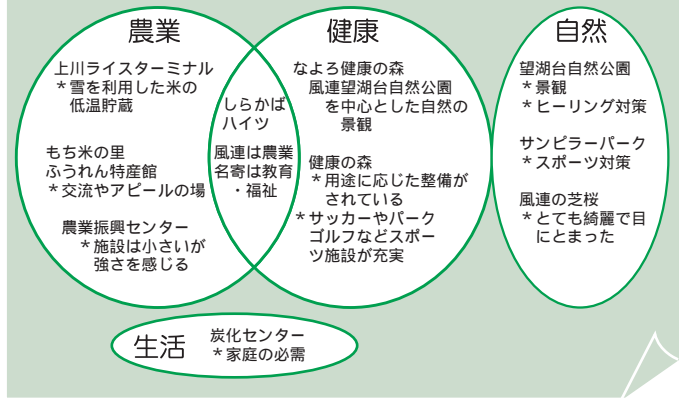 農業
上川ライスターミナル
＊雪を利用した米の
低温貯蔵
もち米の里
ふうれん特産館
＊交流やアピールの場
農業振興センター
＊施設は小さいが
強さを感じる
しらかば
ハイツ
風連は農業
名寄は教育
・福祉
健康
なよろ健康の森
風連望湖台自然公園
を中心とした自然の
景観
健康の森
＊用途に応じた整備が
されている
＊サッカーやパーク
ゴルフなどスポー
ツ施設が充実
自然
望湖台自然公園
＊景観
＊ヒーリング対策
サンピラーパーク
＊スポーツ対策
風連の芝桜
＊とても綺麗で目
にとまった
生活
炭化センター
＊家庭の必需